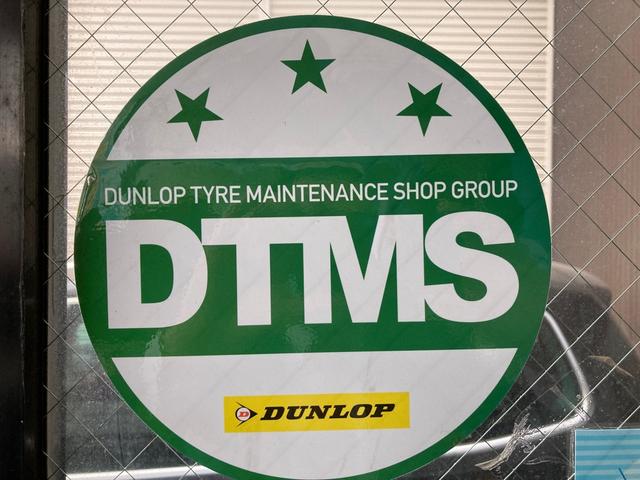 DUNLOP TYRE MAINTENANCE SHOP GROUP
DTMS
D DUNLOP